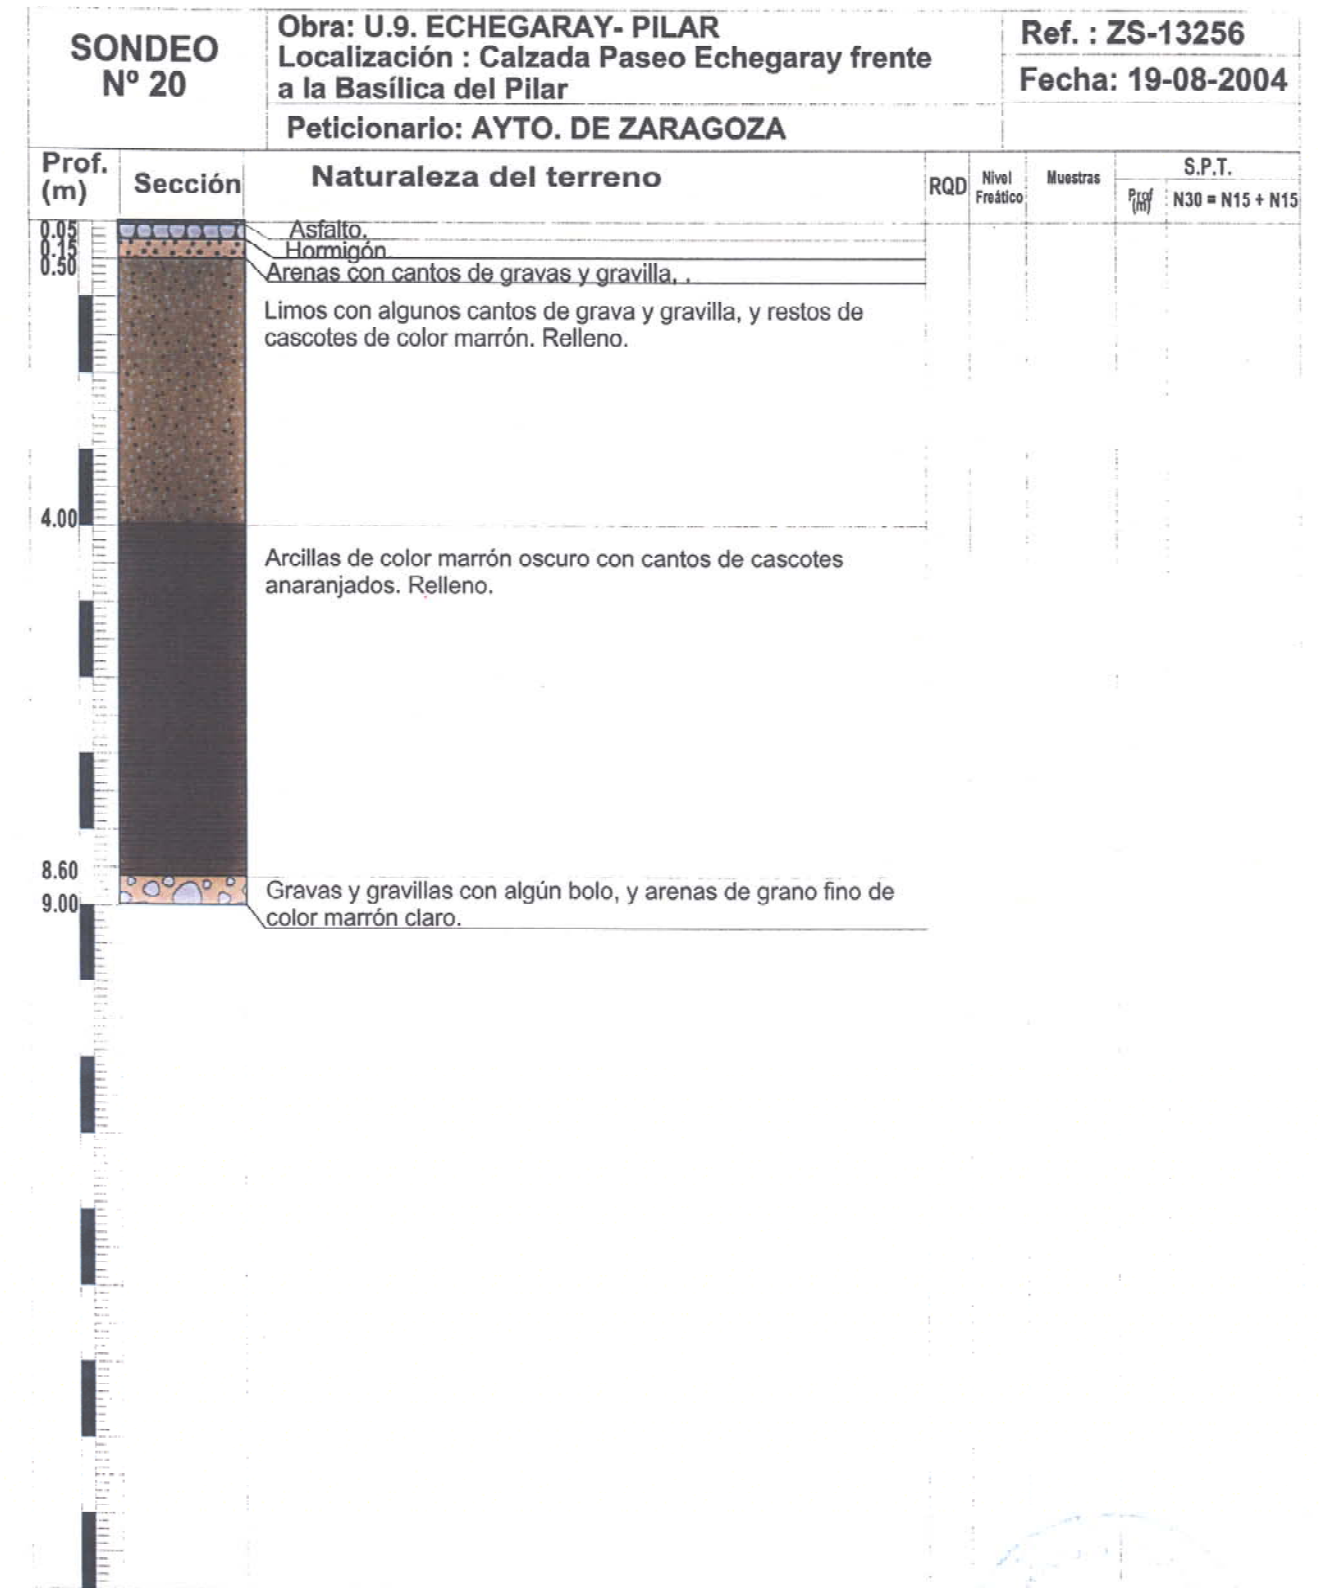 SONDEO
Nº 20
Obra: U.9. ECHEGARAY- PILAR
Localización : Calzada Paseo Echegaray frente
a la Basílica del Pilar
Peticionario: AYTO. DE ZARAGOZA
Ref. : ZS-13256
Fecha: 19-08-2004
Prof.
(m)
Sección
Naturaleza del terreno
RQD
Nivel
Freático
Muestras
S.P.T.
Prof
(m)
N30 = N15 + N15
0.05
Asfalto.
0.15
Hormigón
0.50
Arenas con cantos de gravas y gravilla, .
Limos con algunos cantos de grava y gravilla, y restos de
cascotes de color marrón. Relleno.
4.00
Arcillas de color marrón oscuro con cantos de cascotes
anaranjados. Relleno.
8.60
9.00
Gravas y gravillas con algún bolo, y arenas de grano fino de
color marrón claro.